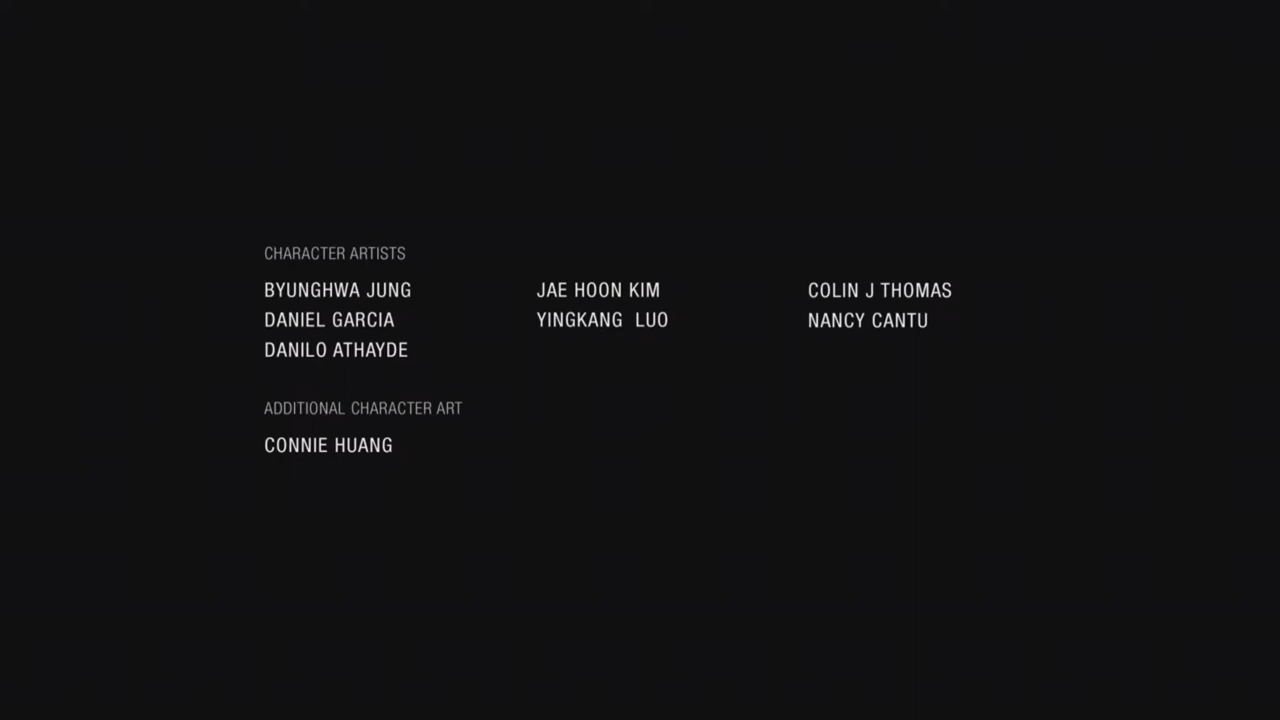 CHARACTER ARTISTS
BYUNGHWA JUNG JAE HOON KIM COLIN J THOMAS
DANIEL GARCIA YINGKANG LUO NANCY CANTU
DANILO ATHAYDE
ADDITIONAL CHARACTER ART
CONNIE HUANG